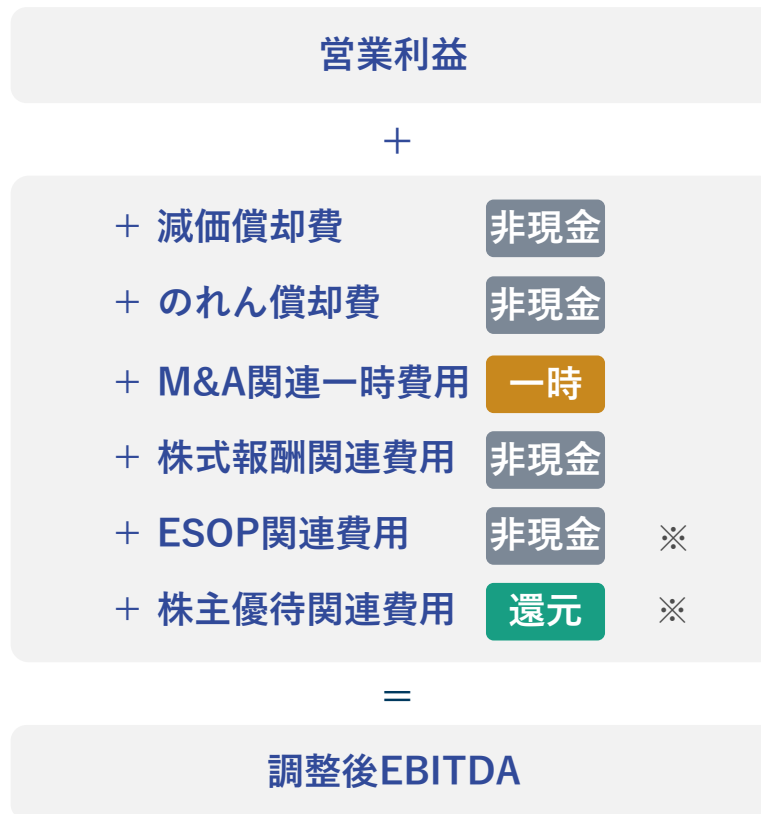 営業利益
＋
＋ 減価償却費 非現金
＋ のれん償却費 非現金
＋ M&A関連一時費用 一時
＋ 株式報酬関連費用 非現金
＋ ESOP関連費用 非現金 ※
＋ 株主優待関連費用 還元 ※
＝
調整後EBITDA